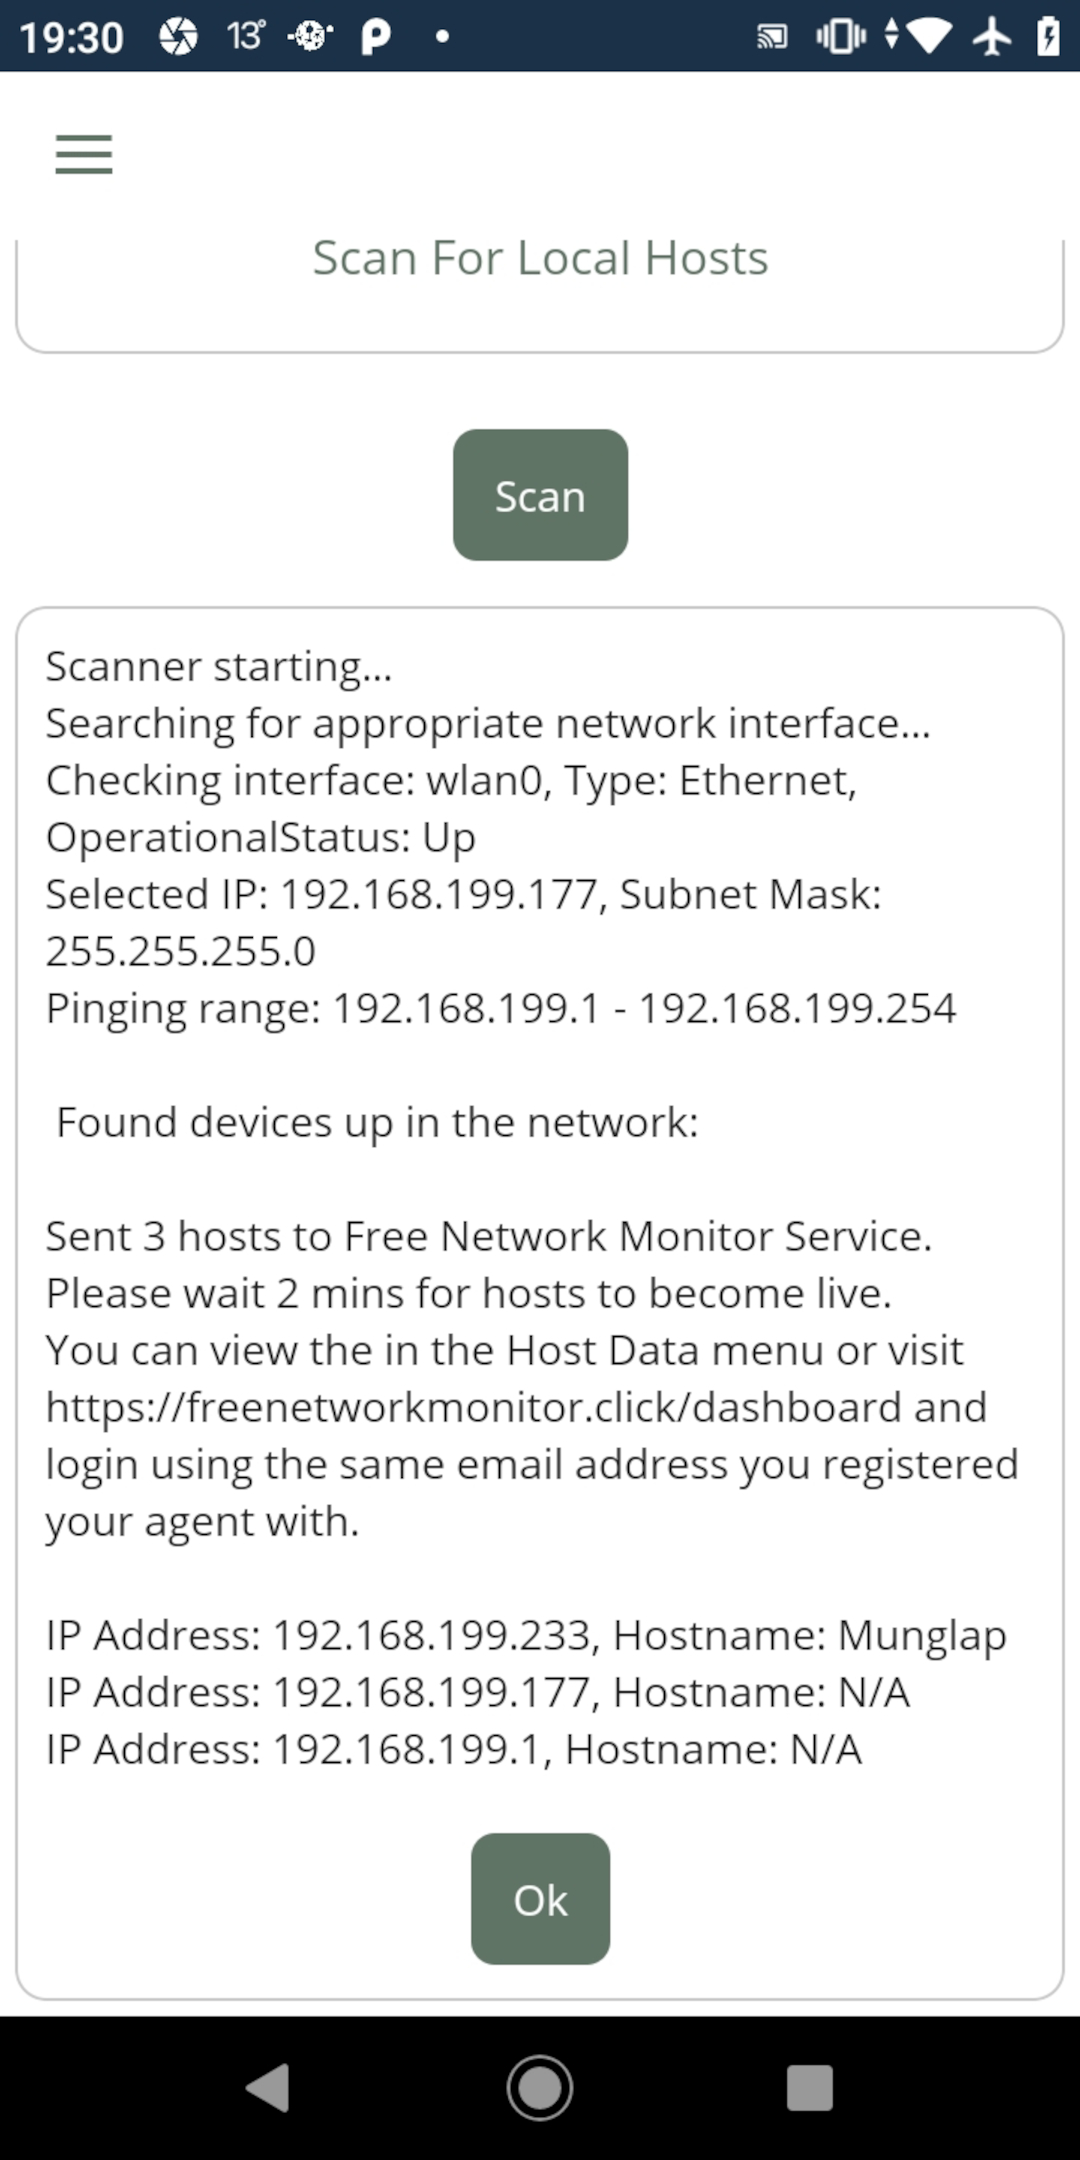 19:30 13°
Scan For Local Hosts
Scan
Scanner starting...
Searching for appropriate network interface...
Checking interface: wlan0, Type: Ethernet,
OperationalStatus: Up
Selected IP: 192.168.199.177, Subnet Mask:
255.255.255.0
Pinging range: 192.168.199.1 - 192.168.199.254
Found devices up in the network:
Sent 3 hosts to Free Network Monitor Service.
Please wait 2 mins for hosts to become live.
You can view the in the Host Data menu or visit
https://freenetworkmonitor.click/dashboard and
login using the same email address you registered
your agent with.
IP Address: 192.168.199.233, Hostname: Munglap
IP Address: 192.168.199.177, Hostname: N/A
IP Address: 192.168.199.1, Hostname: N/A
Ok